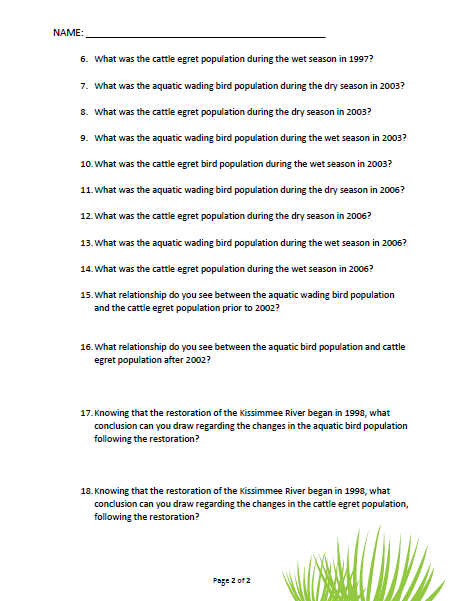 NAME: ________________________________________
6. What was the cattle egret population during the wet season in 1997?
7. What was the aquatic wading bird population during the dry season in 2003?
8. What was the cattle egret population during the dry season in 2003?
9. What was the aquatic wading bird population during the wet season in 2003?
10. What was the cattle egret bird population during the wet season in 2003?
11. What was the aquatic wading bird population during the dry season in 2006?
12. What was the cattle egret population during the dry season in 2006?
13. What was the aquatic wading bird population during the wet season in 2006?
14. What was the cattle egret population during the wet season in 2006?
15. What relationship do you see between the aquatic wading bird population
and the cattle egret population prior to 2002?
16. What relationship do you see between the aquatic bird population and cattle
egret population after 2002?
17. Knowing that the restoration of the Kissimmee River began in 1998, what
conclusion can you draw regarding the changes in the aquatic bird population
following the restoration?
18. Knowing that the restoration of the Kissimmee River began in 1998, what
conclusion can you draw regarding the changes in the cattle egret population,
following the restoration?
Page 2 of 2